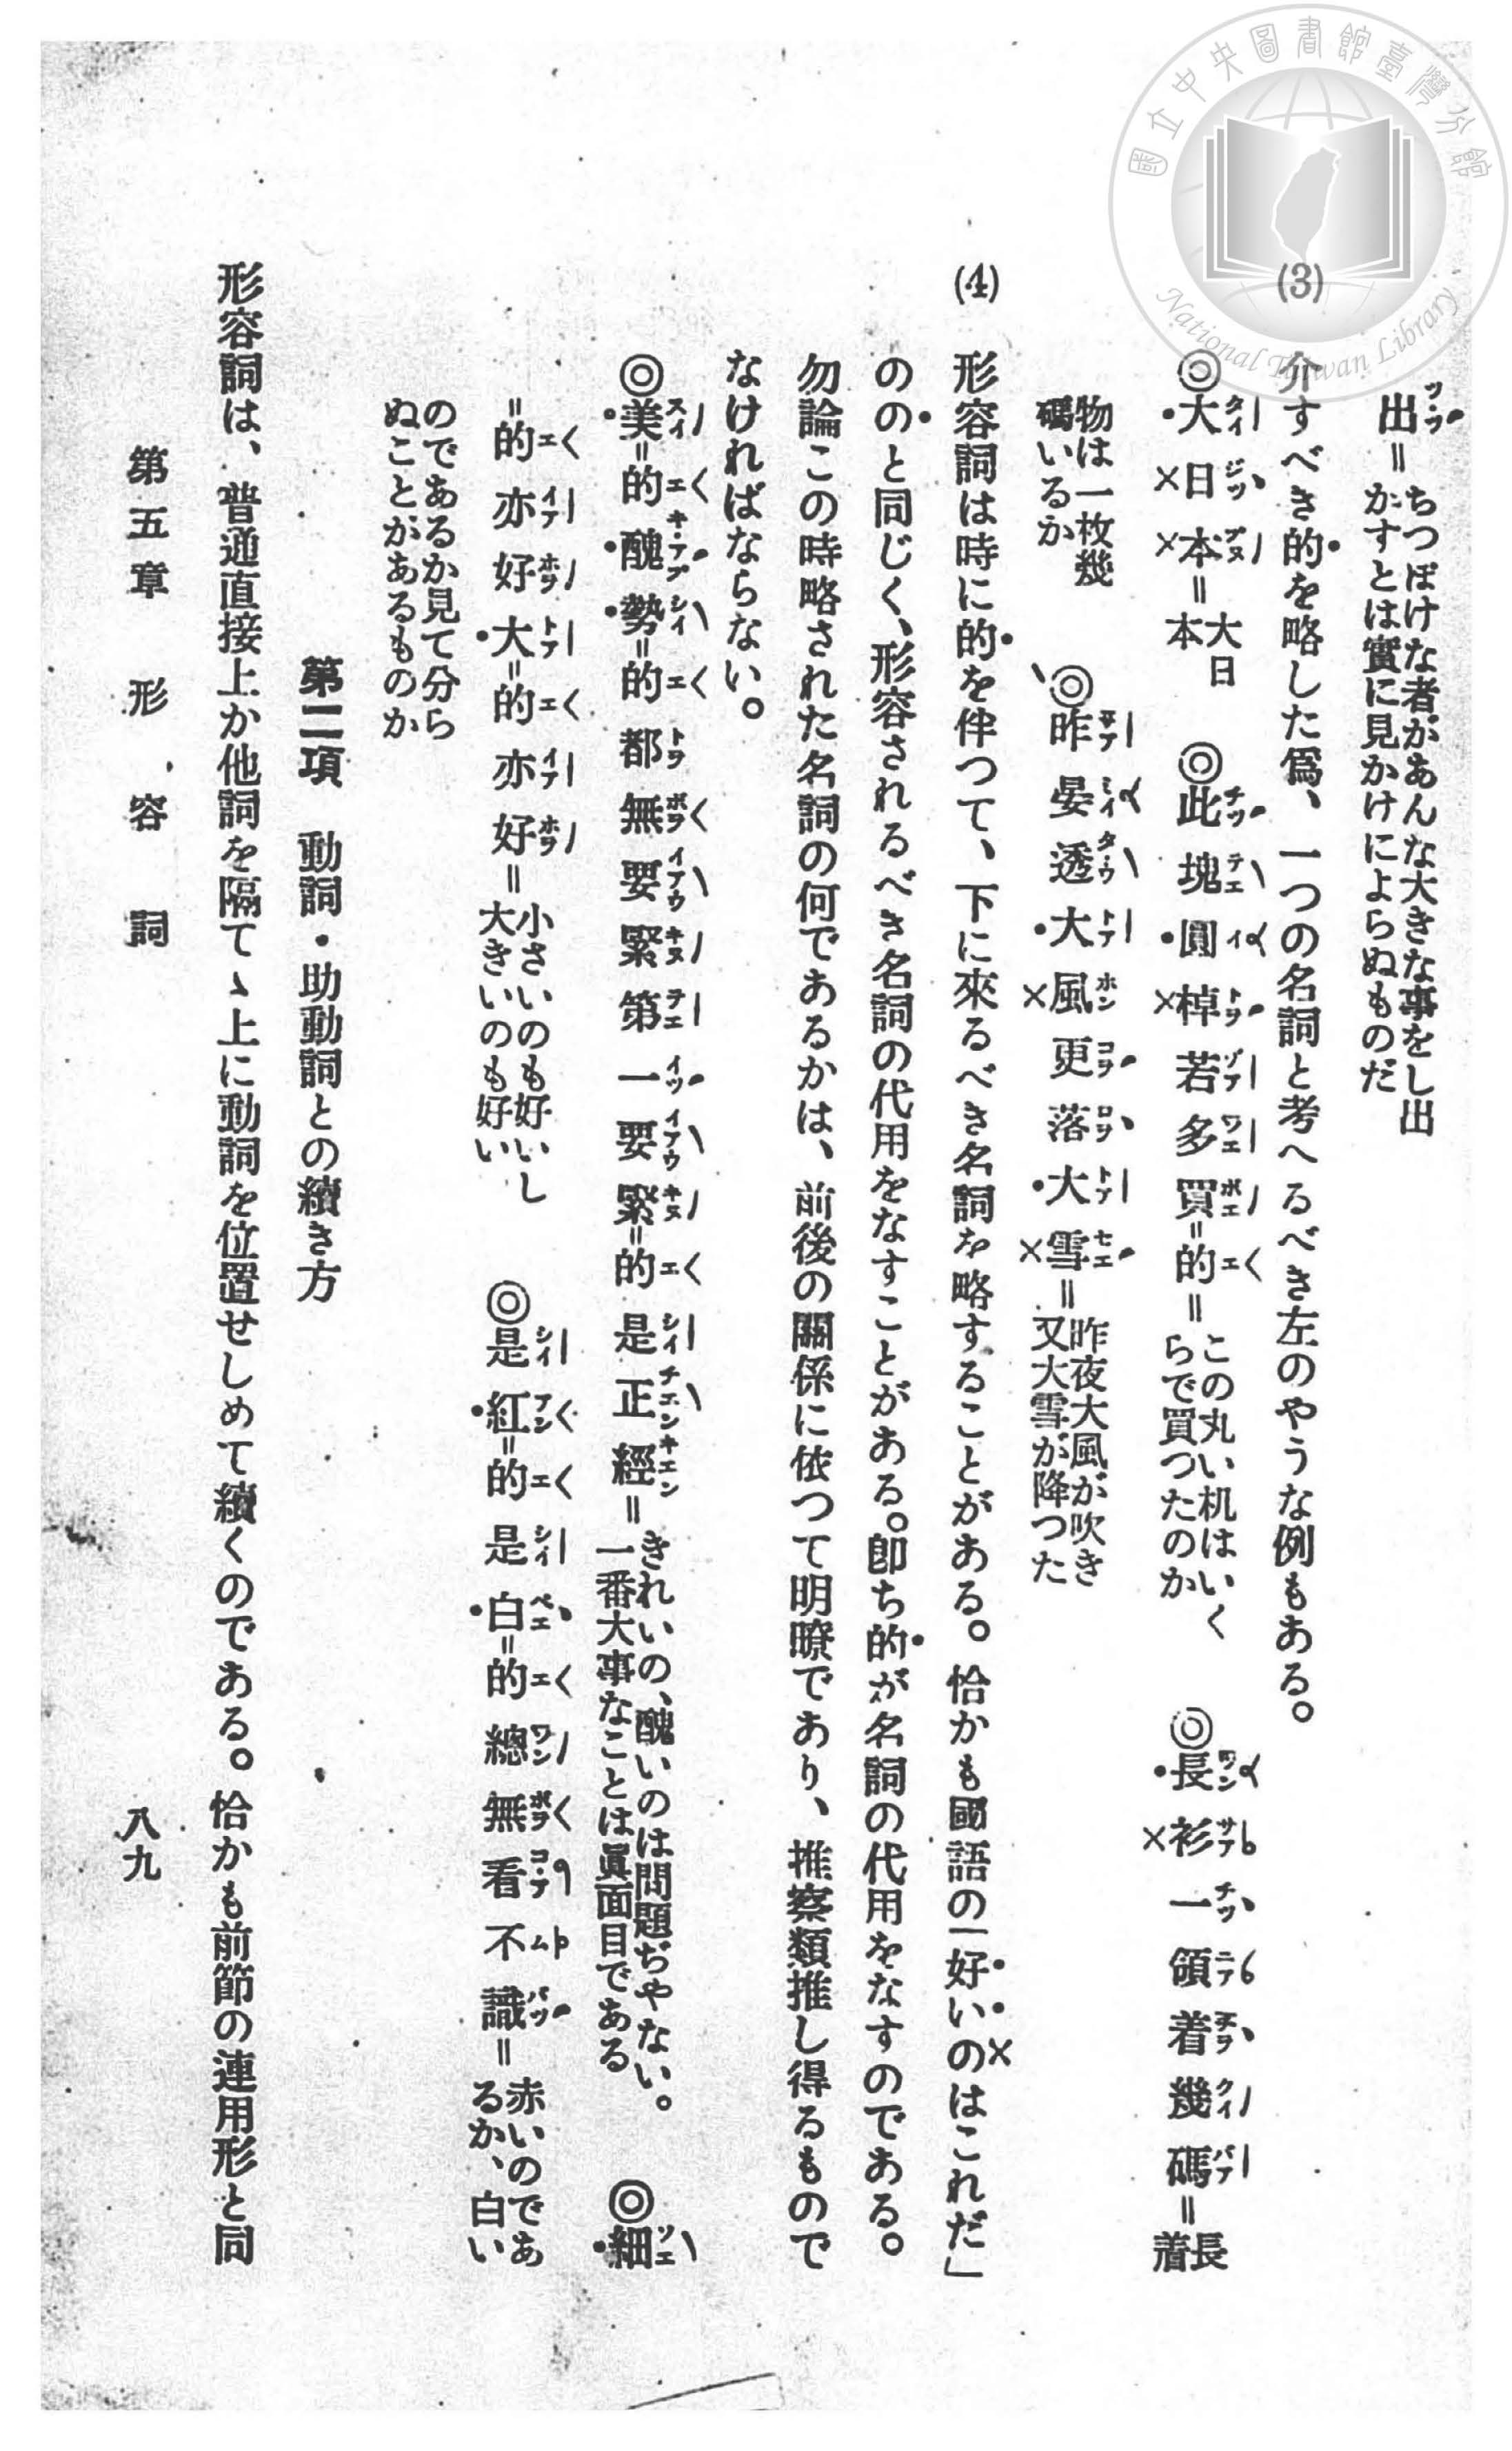 出＝ちつぽけな者があんな大きな事をし出かすとは實に見かけによらぬものだ
(3) 介すべき的を略した爲、一つの名詞と考へるべき左のやうな例もある。
◎大日本＝大日本 ◎此塊圓棹若多買＝的＝この丸い机はいくらで買つたのか ◎長衫一領着幾碼＝長着
物は一枚幾碼いるか ◎昨晏透大風更落大雪＝昨夜大風が吹き又大雪が降つた
(4) 形容詞は時に的を伴つて、下に來るべき名詞を略することがある。恰かも國語の「好いのはこれだ」
ののと同じく、形容されるべき名詞の代用をなすことがある。卽ち的が名詞の代用をなすのである。
勿論この時略された名詞の何であるかは、前後の關係に依つて明暸であり、推察類推し得るもので
なければならない。
◎美＝的醜勢＝的都無要緊第一要緊＝的是正經＝きれいの、醜いのは問題ぢやない。一番大事なことは眞面目である ◎細
＝的亦好大＝的亦好＝小さいのも好いし大きいのも好い ◎是紅＝的是白＝的總無看不識＝赤いのであるか、白い
のであるか見て分らぬことがあるものか
第二項 動詞・助動詞との續き方
形容詞は、普通直接上か他詞を隔てゝ上に動詞を位置せしめて續くのである。恰かも前節の連用形と同
第五章 形容詞 八九
國立中央圖書館臺灣分館
National Taiwan Library